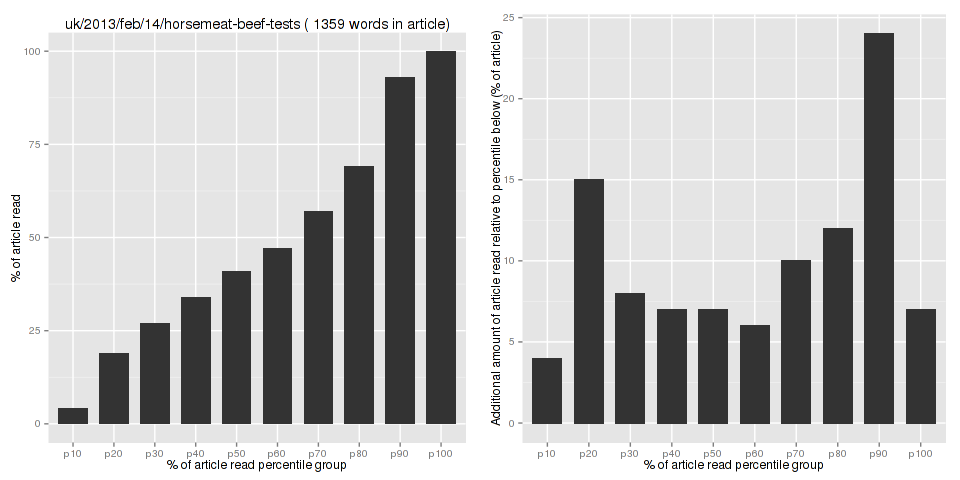 uk/2013/feb/14/horsemeat-beef-tests ( 1359 words in article)
% of article read
100
75
50
25
0
p10 p20 p30 p40 p50 p60 p70 p80 p90 p100
% of article read percentile group
Additional amount of article read relative to percentile below (% of article)
25
20
15
10
5
0
p10 p20 p30 p40 p50 p60 p70 p80 p90 p100
% of article read percentile group